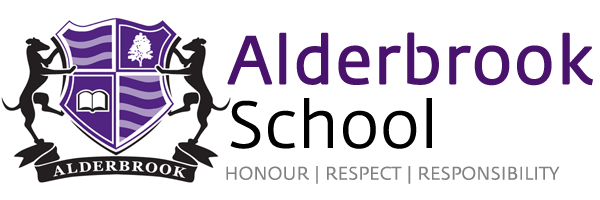 Alderbrook
School
HONOUR | RESPECT | RESPONSIBILITY
ALDERBROOK